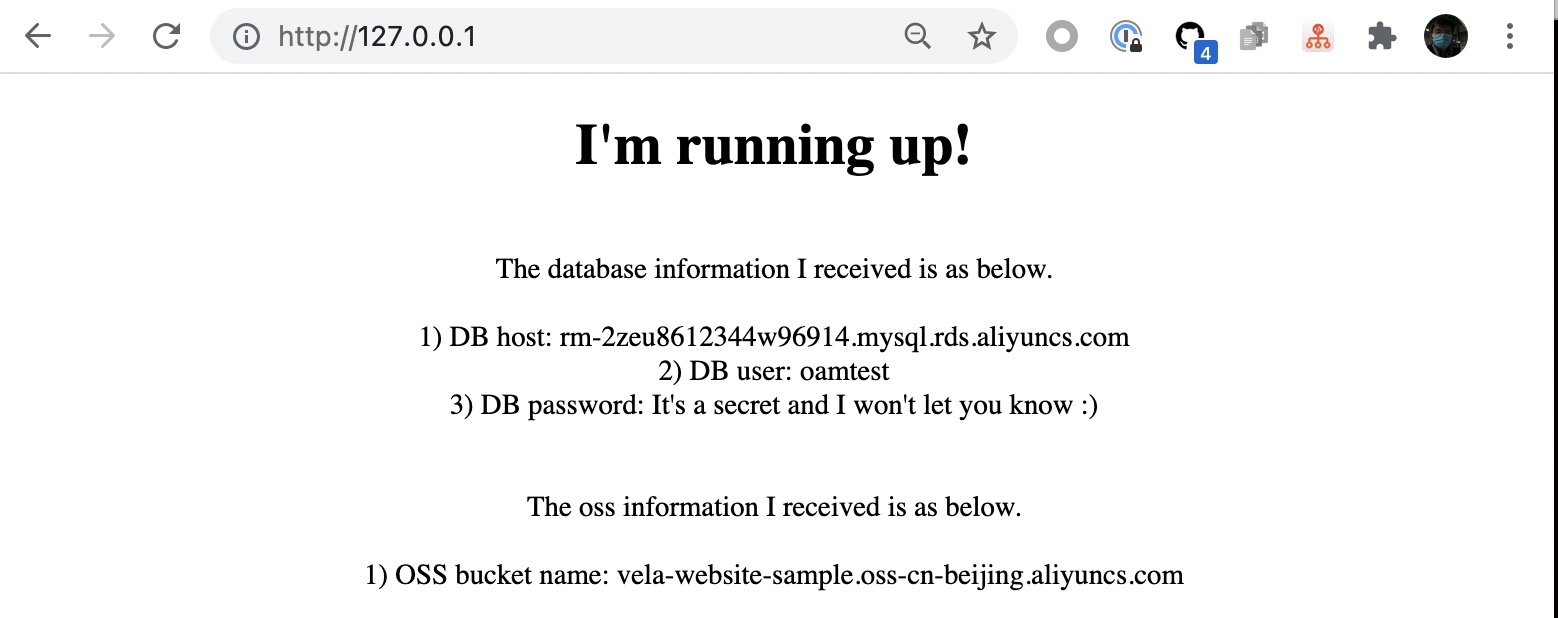 http://127.0.0.1
4
I'm running up!
The database information I received is as below.
1) DB host: rm-2zeu8612344w96914.mysql.rds.aliyuncs.com
2) DB user: oamtest
3) DB password: It's a secret and I won't let you know :)
The oss information I received is as below.
1) OSS bucket name: vela-website-sample.oss-cn-beijing.aliyuncs.com